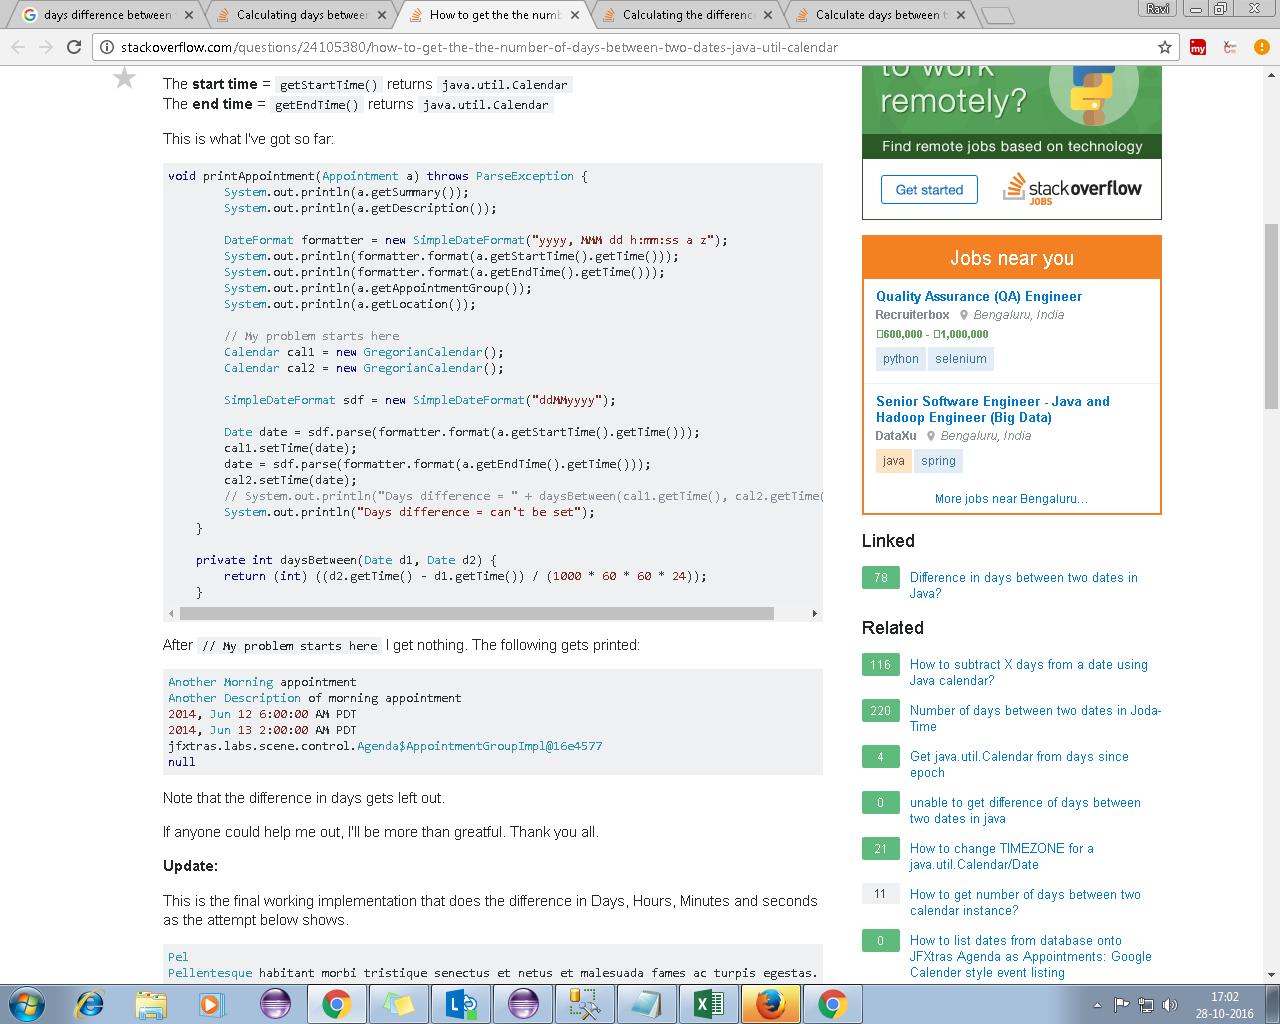 days difference between
Calculating days between
How to get the the numb
Calculating the differenc
Calculate days between t
Ravi
stackoverflow.com/questions/24105380/how-to-get-the-the-number-of-days-between-two-dates-java-util-calendar
my
The start time = getStartTime() returns java.util.Calendar
The end time = getEndTime() returns java.util.Calendar
This is what I've got so far:
void printAppointment(Appointment a) throws ParseException {
System.out.println(a.getSummary());
System.out.println(a.getDescription());
DateFormat formatter = new SimpleDateFormat("yyyy, MMM dd h:mm:ss a z");
System.out.println(formatter.format(a.getStartTime().getTime()));
System.out.println(formatter.format(a.getEndTime().getTime()));
System.out.println(a.getAppointmentGroup());
System.out.println(a.getLocation());
// My problem starts here
Calendar cal1 = new GregorianCalendar();
Calendar cal2 = new GregorianCalendar();
SimpleDateFormat sdf = new SimpleDateFormat("ddMMyyyy");
Date date = sdf.parse(formatter.format(a.getStartTime().getTime()));
cal1.setTime(date);
date = sdf.parse(formatter.format(a.getEndTime().getTime()));
cal2.setTime(date);
// System.out.println("Days difference = " + daysBetween(cal1.getTime(), cal2.getTime(
System.out.println("Days difference = can't be set");
}
private int daysBetween(Date d1, Date d2) {
return (int) ((d2.getTime() - d1.getTime()) / (1000 * 60 * 60 * 24));
}
After // My problem starts here I get nothing. The following gets printed:
Another Morning appointment
Another Description of morning appointment
2014, Jun 12 6:00:00 AM PDT
2014, Jun 13 2:00:00 AM PDT
jfxtras.labs.scene.control.Agenda$AppointmentGroupImpl@16e4577
null
Note that the difference in days gets left out.
If anyone could help me out, I'll be more than greatful. Thank you all.
Update:
This is the final working implementation that does the difference in Days, Hours, Minutes and seconds
as the attempt below shows.
Pel
Pellentesque habitant morbi tristique senectus et netus et malesuada fames ac turpis egestas.
to work
remotely?
Find remote jobs based on technology
Get started
stackoverflow
JOBS
Jobs near you
Quality Assurance (QA) Engineer
Recruiterbox Bengaluru, India
600,000 - 1,000,000
python selenium
Senior Software Engineer - Java and
Hadoop Engineer (Big Data)
DataXu Bengaluru, India
java spring
More jobs near Bengaluru...
Linked
78 Difference in days between two dates in
Java?
Related
116 How to subtract X days from a date using
Java calendar?
220 Number of days between two dates in Joda-
Time
4 Get java.util.Calendar from days since
epoch
0 unable to get difference of days between
two dates in java
21 How to change TIMEZONE for a
java.util.Calendar/Date
11 How to get number of days between two
calendar instance?
0 How to list dates from database onto
JFXtras Agenda as Appointments: Google
Calender style event listing
17:02
28-10-2016